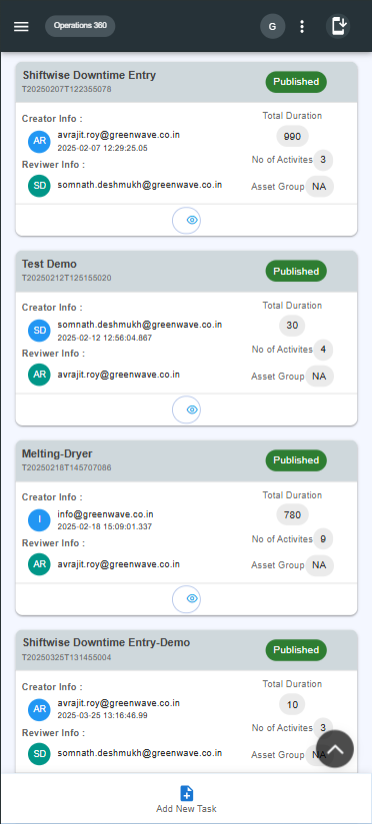 Operations 360
G
Shiftwise Downtime Entry
T20250207T122355078
Published
Creator Info :
AR
avrajit.roy@greenwave.co.in
2025-02-07 12:29:25.05
Reviwer Info :
SD
somnath.deshmukh@greenwave.co.in
Total Duration
990
No of Activites 3
Asset Group NA
Test Demo
T20250212T125155020
Published
Creator Info :
SD
somnath.deshmukh@greenwave.co.in
2025-02-12 12:56:04.867
Reviwer Info :
AR
avrajit.roy@greenwave.co.in
Total Duration
30
No of Activites 4
Asset Group NA
Melting-Dryer
T20250218T145707086
Published
Creator Info :
I
info@greenwave.co.in
2025-02-18 15:09:01.337
Reviwer Info :
AR
avrajit.roy@greenwave.co.in
Total Duration
780
No of Activites 9
Asset Group NA
Shiftwise Downtime Entry-Demo
T20250325T131455004
Published
Creator Info :
AR
avrajit.roy@greenwave.co.in
2025-03-25 13:16:46.99
Reviwer Info :
SD
somnath.deshmukh@greenwave.co.in
Total Duration
10
No of Activites 3
Asset Group NA
Add New Task